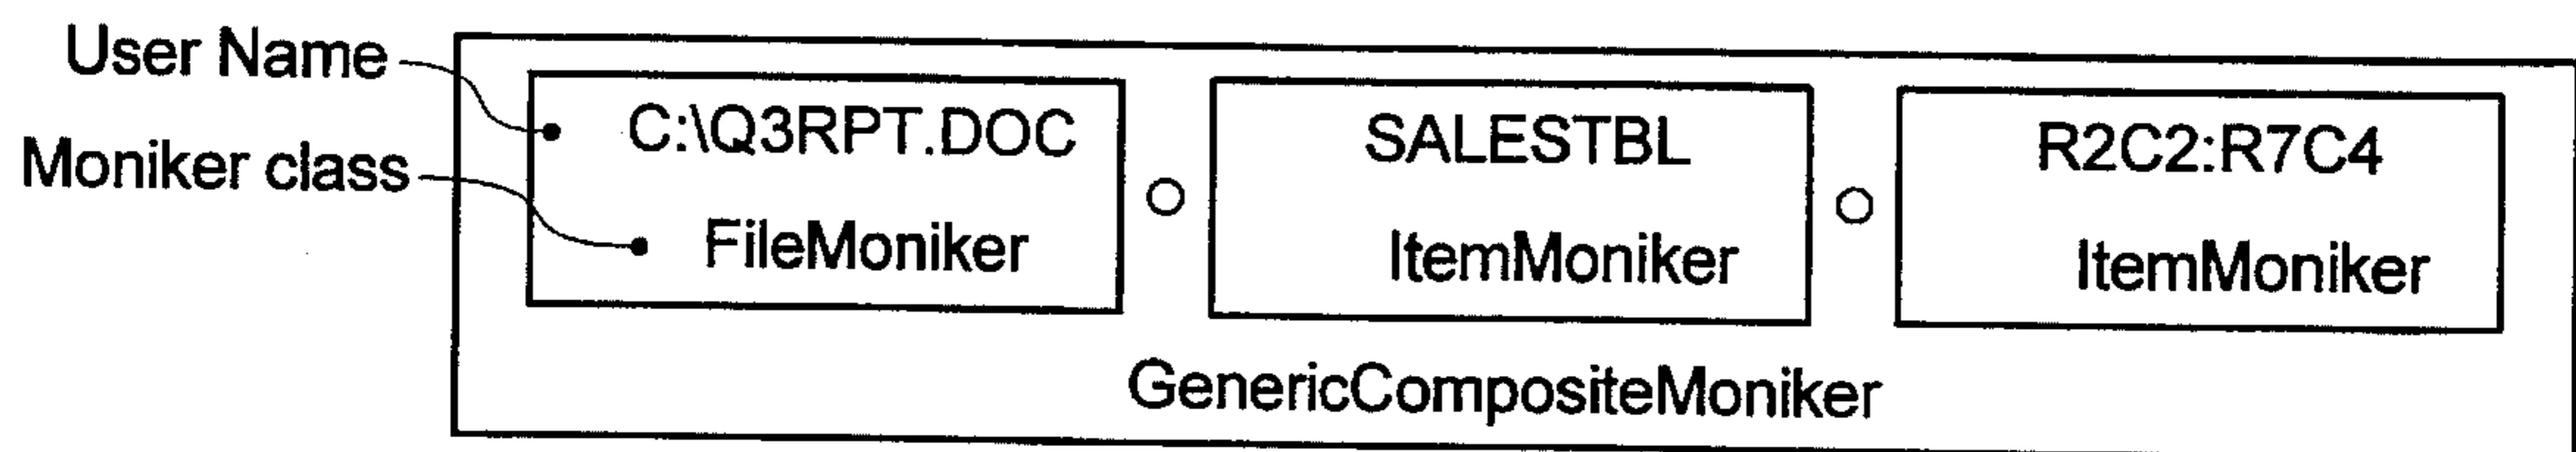 User Name
Moniker class
C:\Q3RPT.DOC
FileMoniker
SALESTBL
ItemMoniker
R2C2:R7C4
ItemMoniker
GenericCompositeMoniker